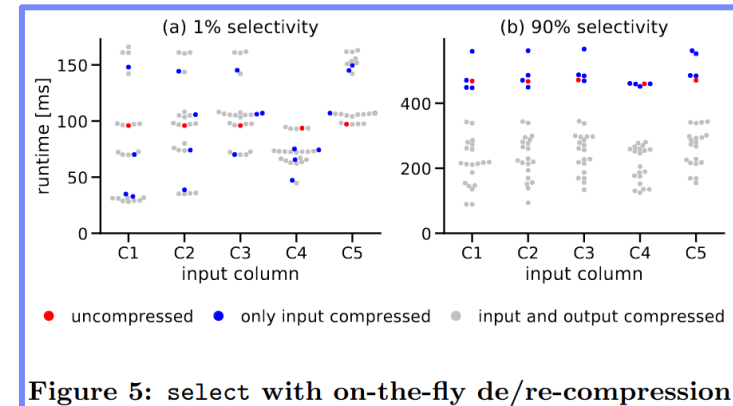 (a) 1% selectivity
(b) 90% selectivity
runtime [ms]
150
100
50
0
400
200
0
C1 C2 C3 C4 C5
C1 C2 C3 C4 C5
input column
input column
uncompressed only input compressed input and output compressed
Figure 5: select with on-the-fly de/re-compression